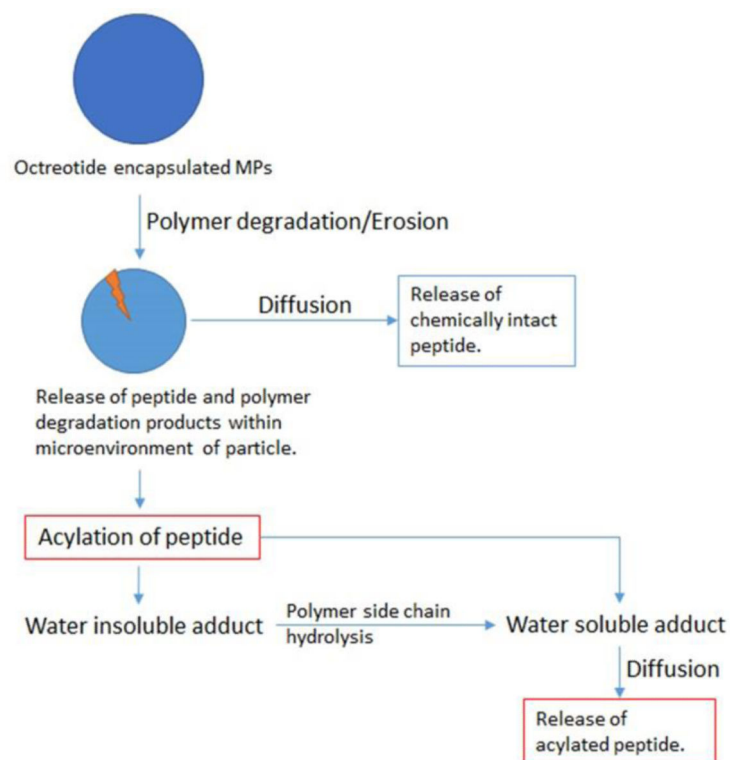 Octreotide encapsulated MPs
Polymer degradation/Erosion
Diffusion
Release of
chemically intact
peptide.
Release of peptide and polymer
degradation products within
microenvironment of particle.
Acylation of peptide
Water insoluble adduct
Polymer side chain
hydrolysis
Water soluble adduct
Diffusion
Release of
acylated peptide.